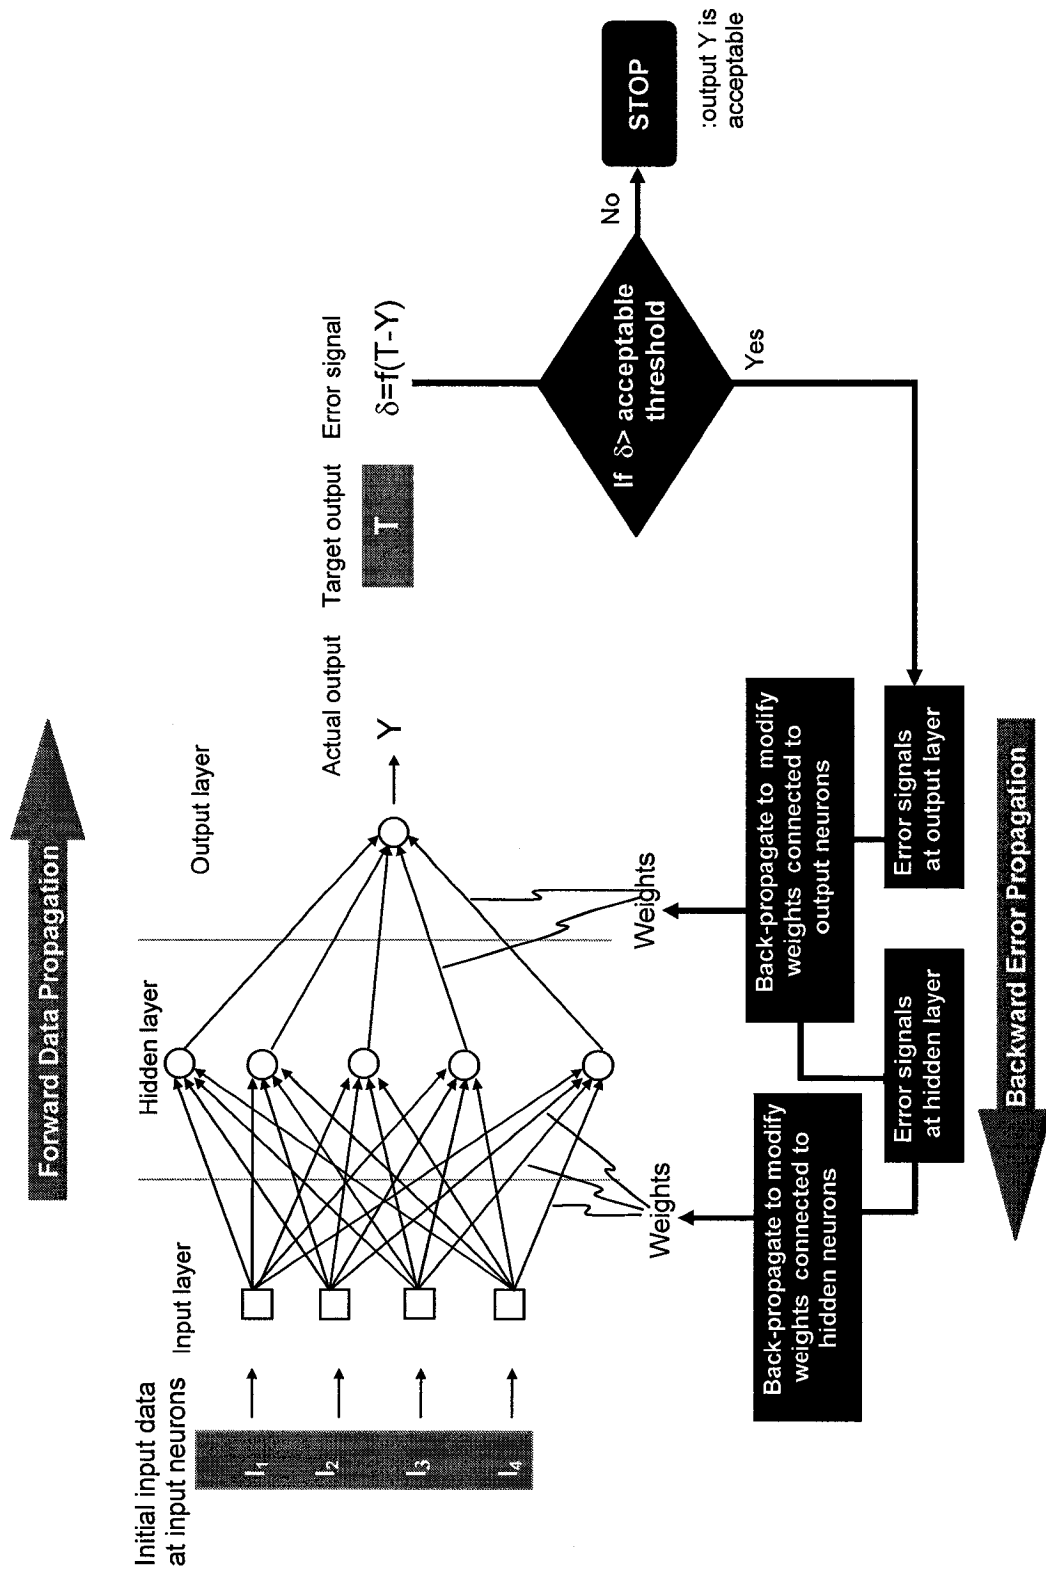 Forward Data Propagation
Initial input data
at input neurons
Input layer
Hidden layer
Output layer
Actual output
Target output
Error signal
I₁
I₂
I₃
I₄
Y
T
δ=f(T-Y)
Weights
Weights
If δ> acceptable
threshold
No
STOP
:output Y is
acceptable
Yes
Back-propagate to modify
weights connected to
hidden neurons
Back-propagate to modify
weights connected to
output neurons
Error signals
at hidden layer
Error signals
at output layer
Backward Error Propagation